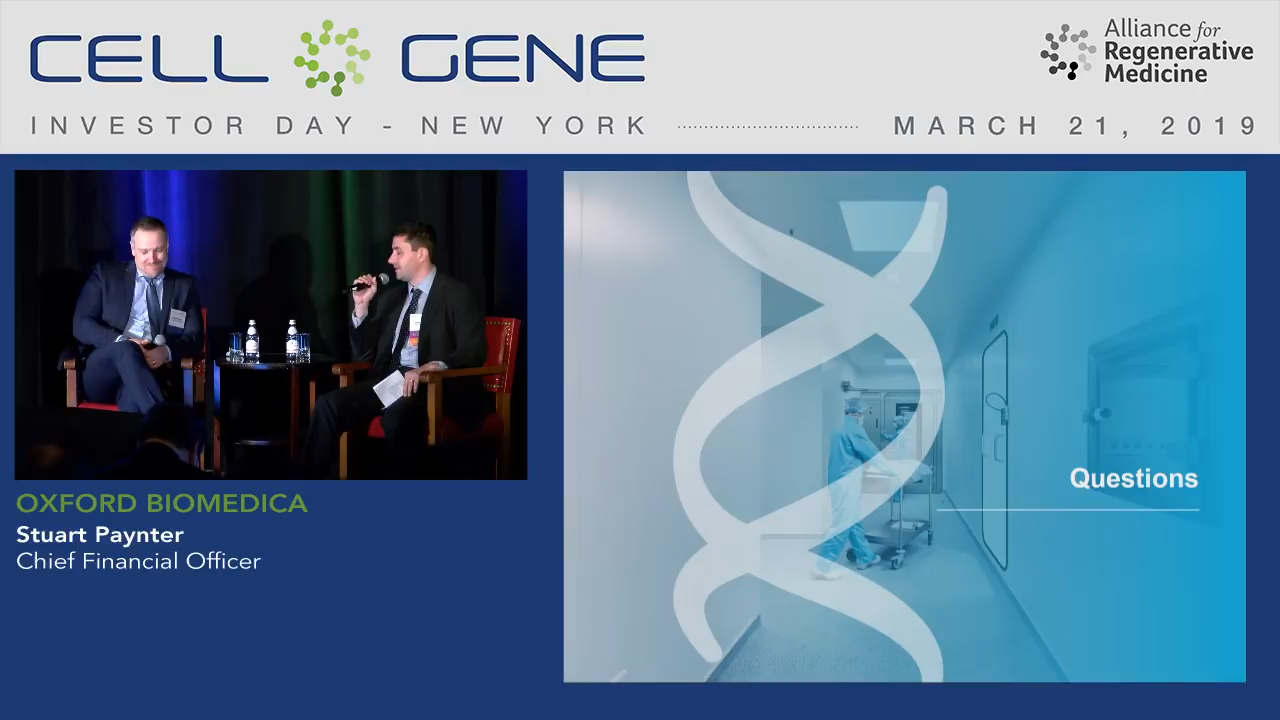 CELL GENE
Alliance for
Regenerative
Medicine
INVESTOR DAY - NEW YORK
MARCH 21, 2019
OXFORD BIOMEDICA
Stuart Paynter
Chief Financial Officer
Questions